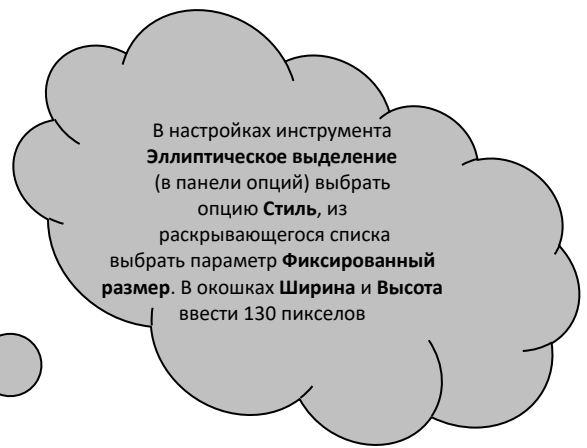 В настройках инструмента
Эллиптическое выделение
(в панели опций) выбрать
опцию Стиль, из
раскрывающегося списка
выбрать параметр Фиксированный
размер. В окошках Ширина и Высота
ввести 130 пикселов